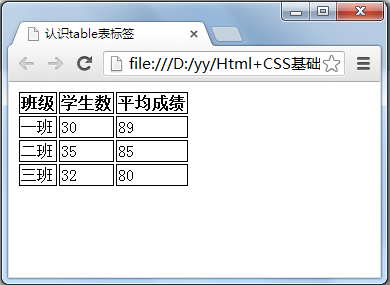 认识table表标签
file:///D:/yy/Html+CSS基础
班级 学生数 平均成绩
一班 30 89
二班 35 85
三班 32 80